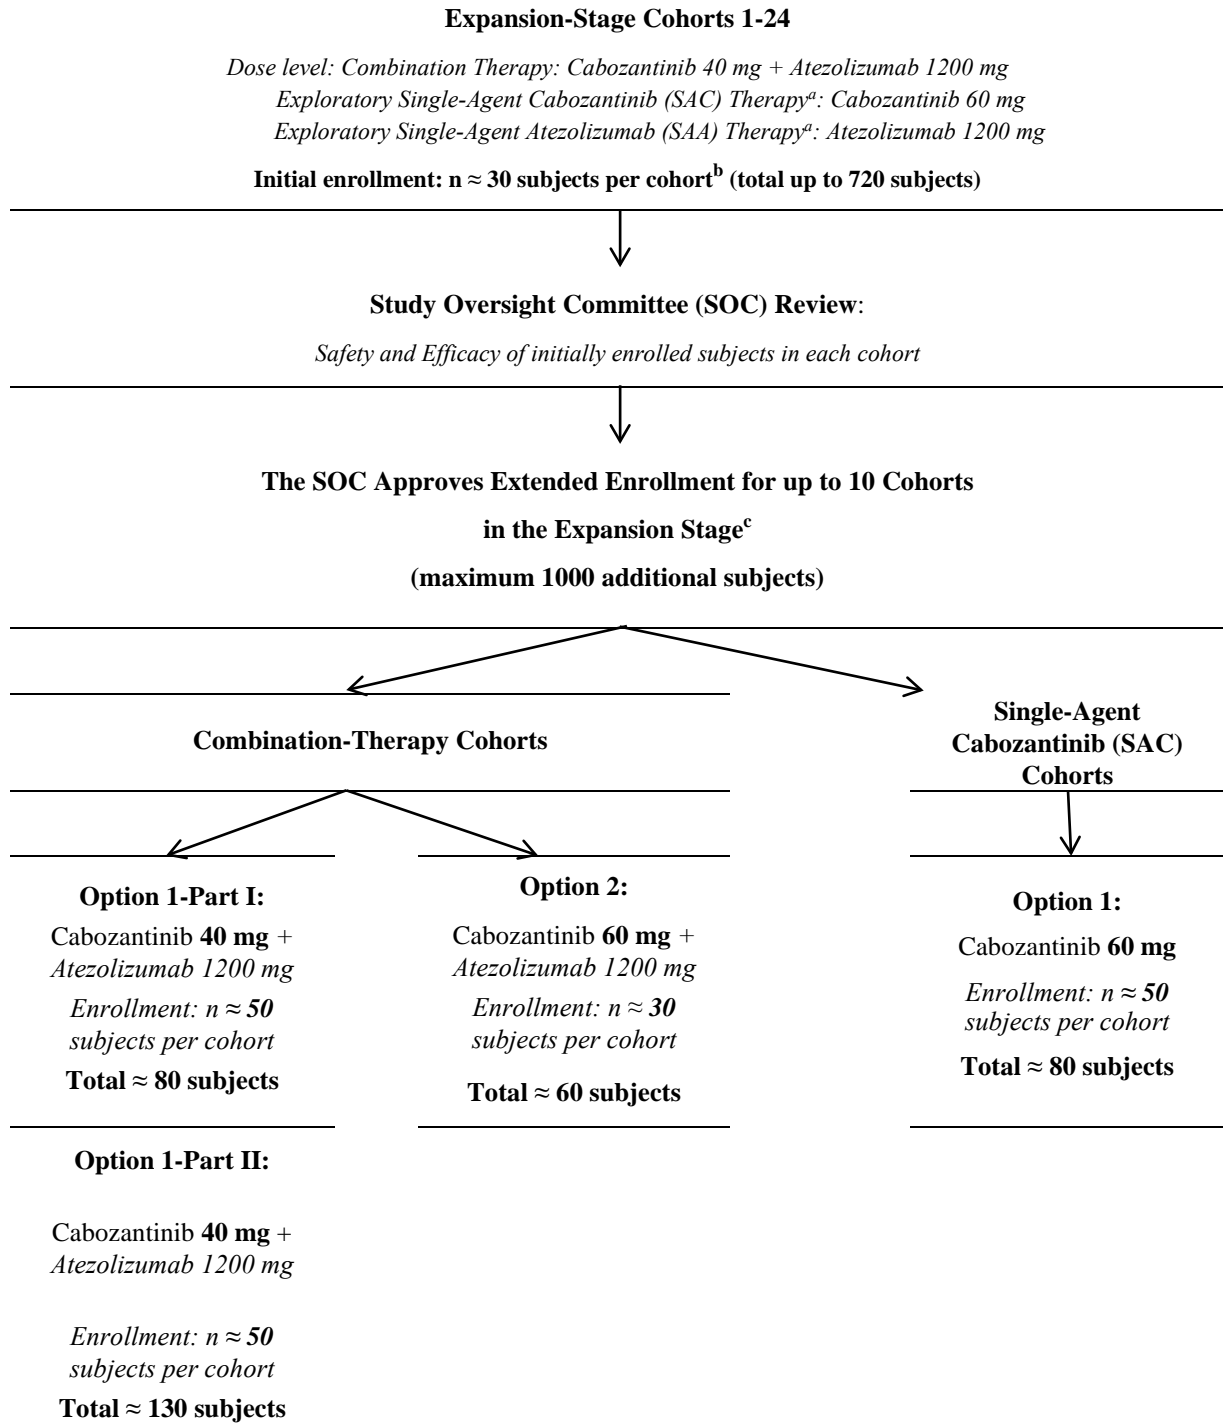 Expansion-Stage Cohorts 1-24
Dose level: Combination Therapy: Cabozantinib 40 mg + Atezolizumab 1200 mg
Exploratory Single-Agent Cabozantinib (SAC) Therapyᵃ: Cabozantinib 60 mg
Exploratory Single-Agent Atezolizumab (SAA) Therapyᵃ: Atezolizumab 1200 mg
Initial enrollment: n ≈ 30 subjects per cohortᵇ (total up to 720 subjects)
Study Oversight Committee (SOC) Review:
Safety and Efficacy of initially enrolled subjects in each cohort
The SOC Approves Extended Enrollment for up to 10 Cohorts
in the Expansion Stageᶜ
(maximum 1000 additional subjects)
Combination-Therapy Cohorts
Single-Agent
Cabozantinib (SAC)
Cohorts
Option 1-Part I:
Cabozantinib 40 mg +
Atezolizumab 1200 mg
Enrollment: n ≈ 50
subjects per cohort
Total ≈ 80 subjects
Option 2:
Cabozantinib 60 mg +
Atezolizumab 1200 mg
Enrollment: n ≈ 30
subjects per cohort
Total ≈ 60 subjects
Option 1:
Cabozantinib 60 mg
Enrollment: n ≈ 50
subjects per cohort
Total ≈ 80 subjects
Option 1-Part II:
Cabozantinib 40 mg +
Atezolizumab 1200 mg
Enrollment: n ≈ 50
subjects per cohort
Total ≈ 130 subjects